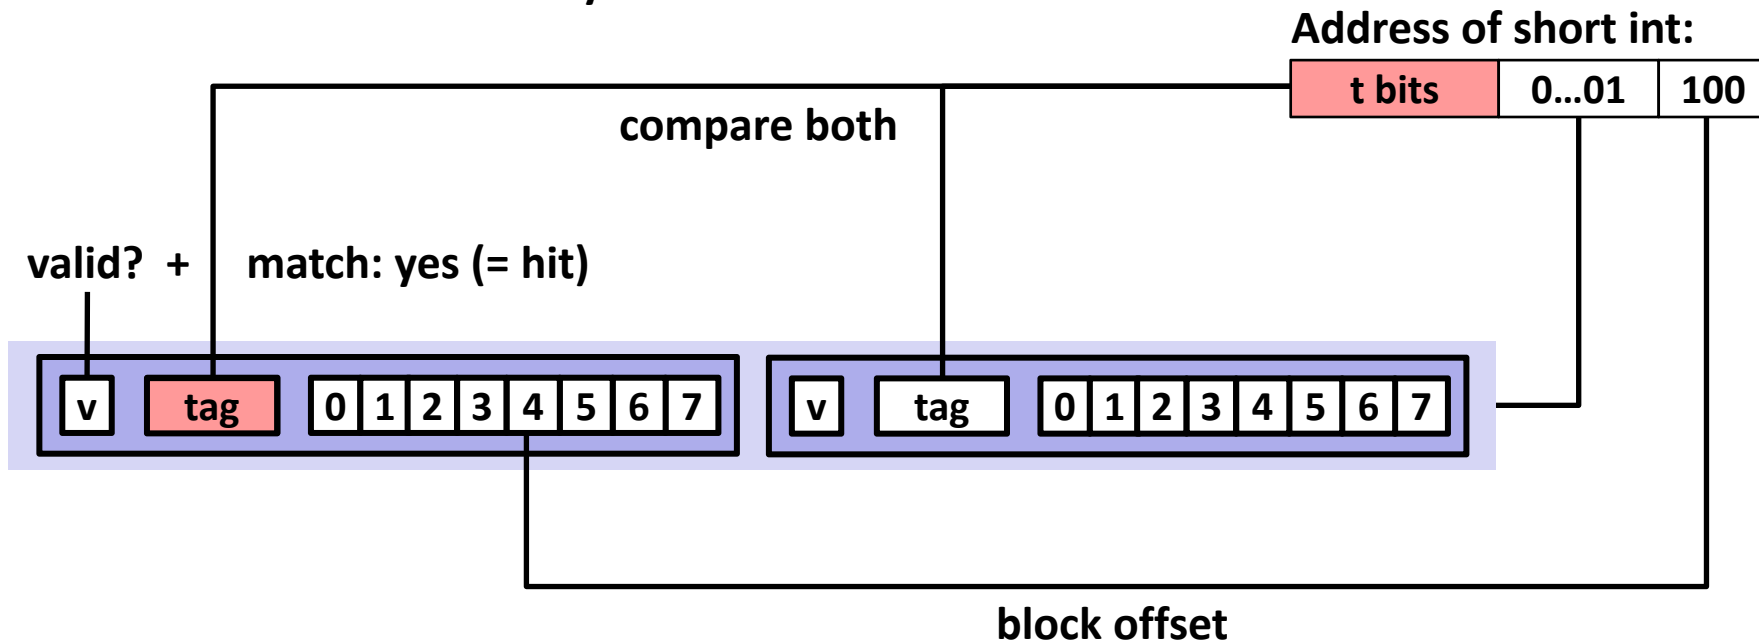 Address of short int:
t bits 0...01 100
compare both
valid? + match: yes (= hit)
v tag 0 1 2 3 4 5 6 7 v tag 0 1 2 3 4 5 6 7
block offset